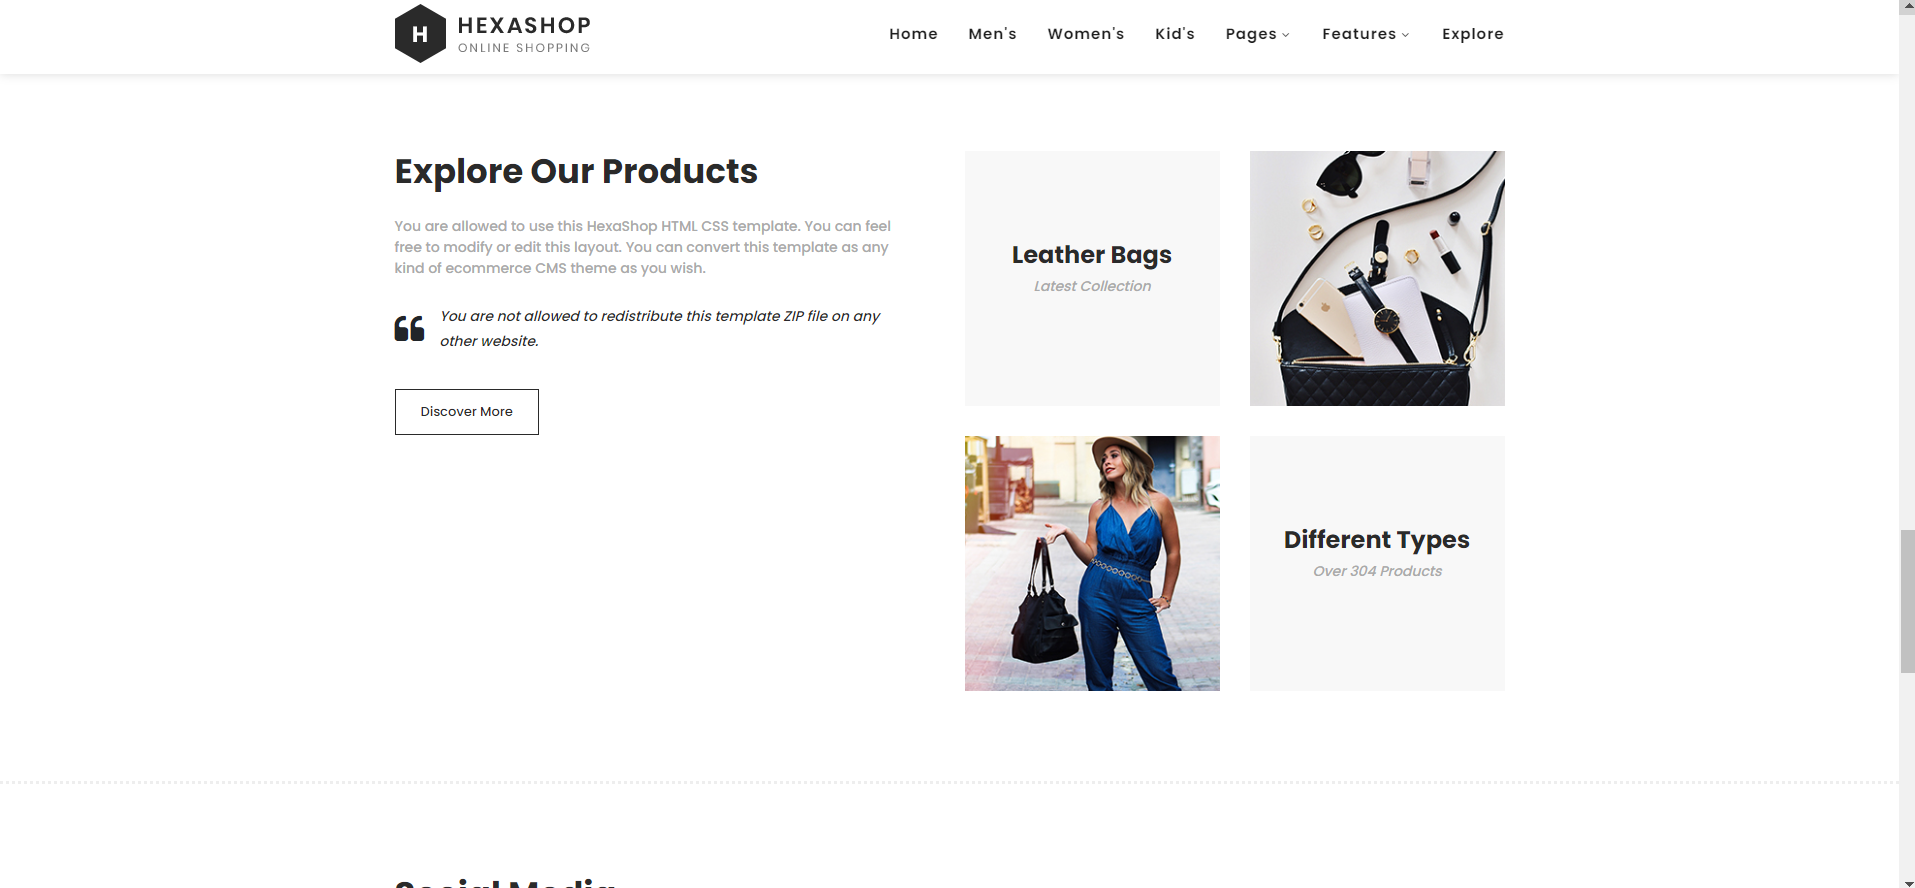 H
HEXASHOP
ONLINE SHOPPING
Home Men's Women's Kid's Pages Features Explore
Explore Our Products
You are allowed to use this HexaShop HTML CSS template. You can feel
free to modify or edit this layout. You can convert this template as any
kind of ecommerce CMS theme as you wish.
You are not allowed to redistribute this template ZIP file on any
other website.
Discover More
Leather Bags
Latest Collection
Different Types
Over 304 Products
Social Media